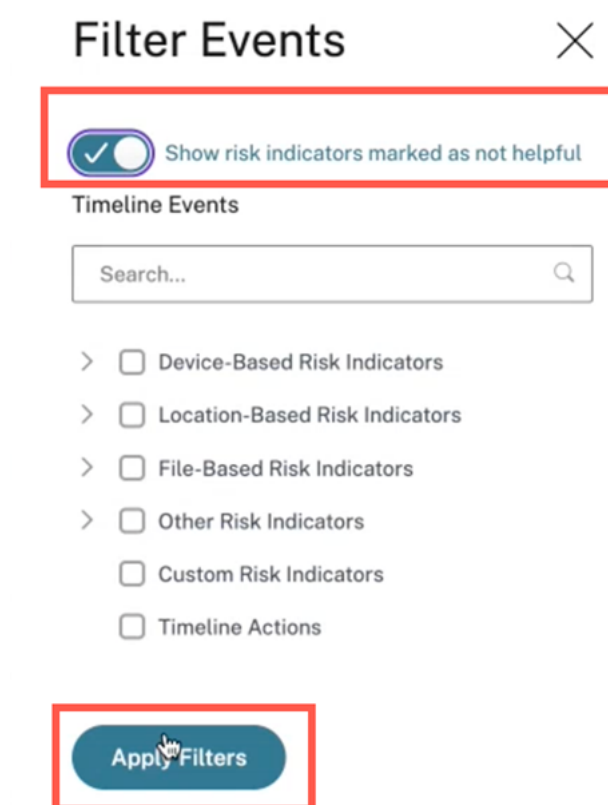 Filter Events
Show risk indicators marked as not helpful
Timeline Events
Search...
Device-Based Risk Indicators
Location-Based Risk Indicators
File-Based Risk Indicators
Other Risk Indicators
Custom Risk Indicators
Timeline Actions
Apply Filters